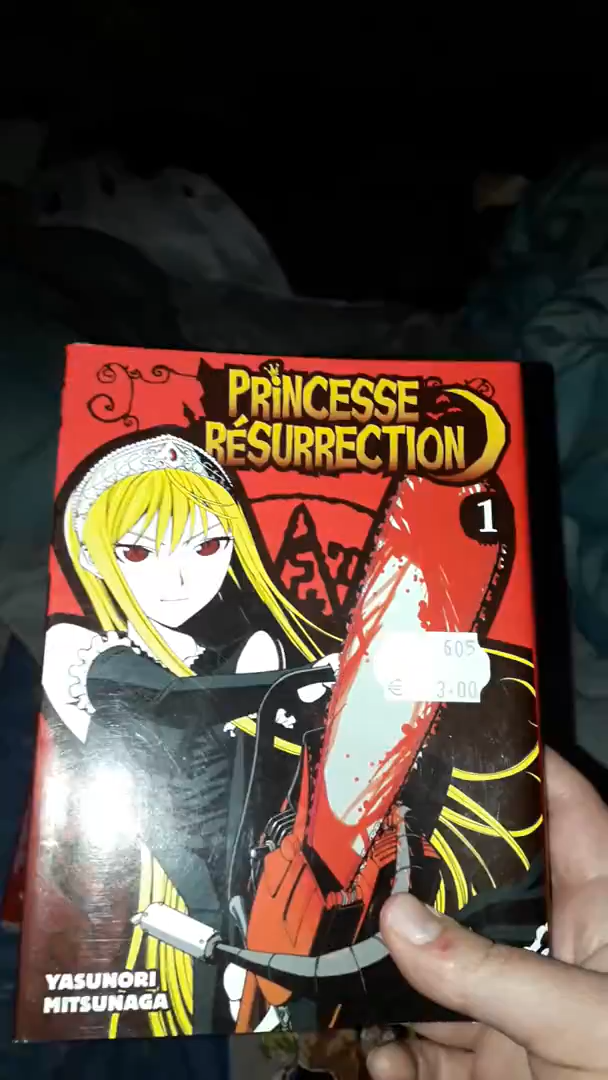 PRINCESSE
RÉSURRECTION
1
605
€ 3.00
YASUNORI
MITSUNAGA